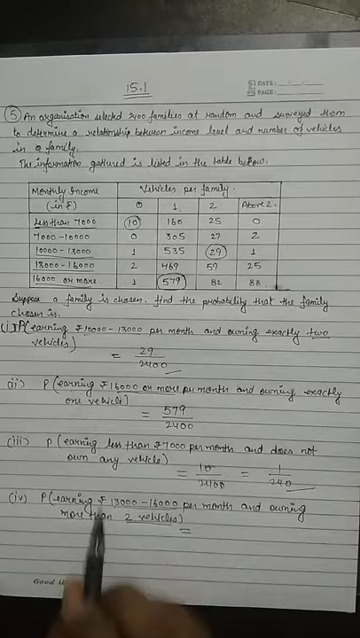 15.1
DATE:
PAGE:
(5) An organisation selected 2400 families at random and surveyed them
to determine a relationship between income level and number of vehicles
in a family.
The information gathered is listed in the table below.
Monthly Income (in ₹) Vehicles per family.
0 1 2 Above 2
Less than 7000 10 160 25 0
7000-10000 0 305 27 2
10000-13000 1 535 29 1
13000-16000 2 469 59 25
16000 or more 1 579 82 88
Suppose a family is chosen. find the probability that the family
chosen is.
(i) P(earning ₹10000-13000 per month and owning exactly two
vehicles)
= 29/2400
ii) P(earning ₹16000 or more per month and owning exactly
one vehicle)
= 579/2400
(iii) P(earning less than ₹7000 per month and does not
own any vehicle) = 10/2400 = 1/240
(iv) P(earning ₹13000-16000 per month and owning
more than 2 vehicles)
=